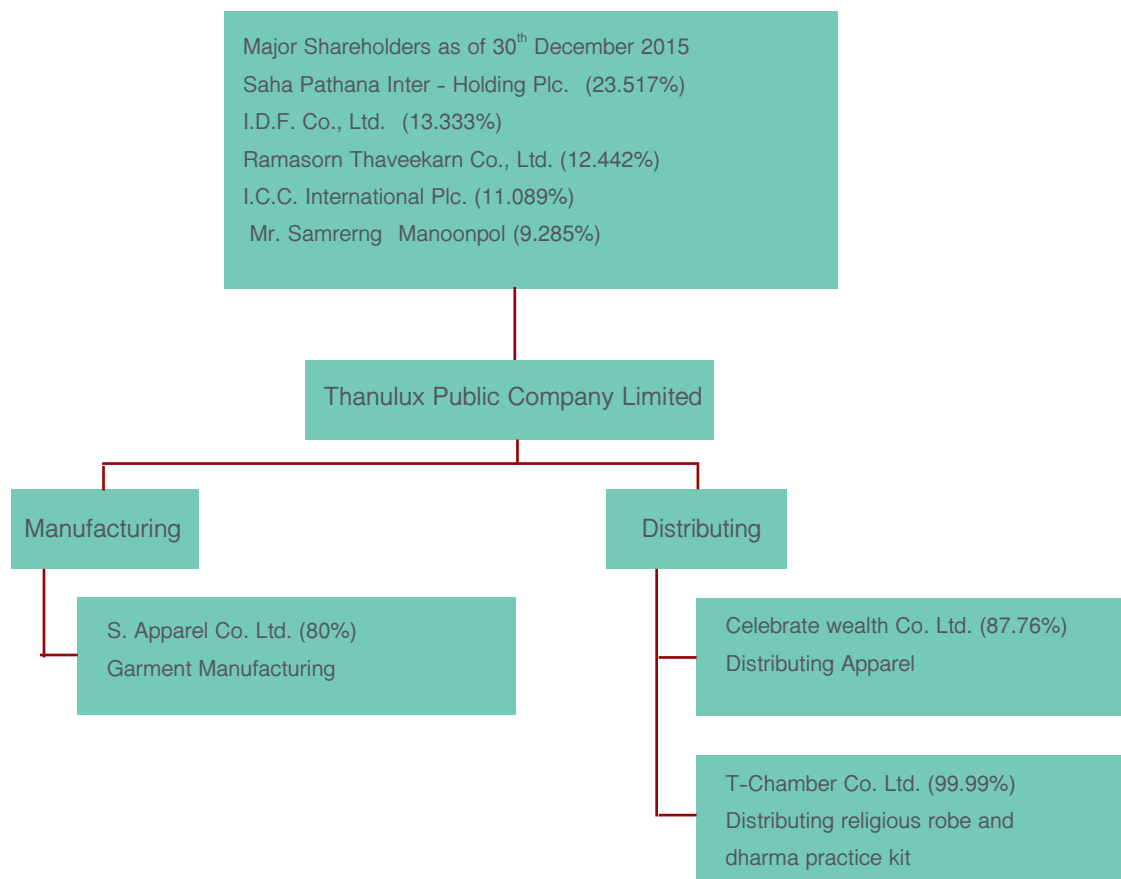 Major Shareholders as of 30th December 2015
Saha Pathana Inter - Holding Plc. (23.517%)
I.D.F. Co., Ltd. (13.333%)
Ramasorn Thaveekarn Co., Ltd. (12.442%)
I.C.C. International Plc. (11.089%)
Mr. Samrerng Manoonpol (9.285%)
Thanulux Public Company Limited
Manufacturing
Distributing
S. Apparel Co. Ltd. (80%)
Garment Manufacturing
Celebrate wealth Co. Ltd. (87.76%)
Distributing Apparel
T-Chamber Co. Ltd. (99.99%)
Distributing religious robe and
dharma practice kit